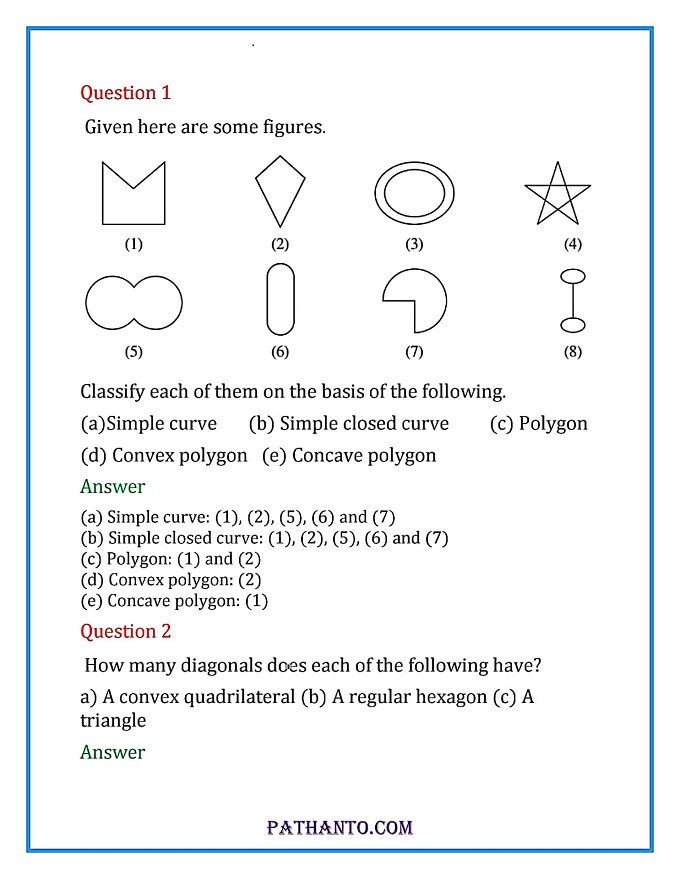 Question 1
Given here are some figures.
(1) (2) (3) (4)
(5) (6) (7) (8)
Classify each of them on the basis of the following.
(a)Simple curve (b) Simple closed curve (c) Polygon
(d) Convex polygon (e) Concave polygon
Answer
(a) Simple curve: (1), (2), (5), (6) and (7)
(b) Simple closed curve: (1), (2), (5), (6) and (7)
(c) Polygon: (1) and (2)
(d) Convex polygon: (2)
(e) Concave polygon: (1)
Question 2
How many diagonals does each of the following have?
a) A convex quadrilateral (b) A regular hexagon (c) A
triangle
Answer
PATHANTO.COM